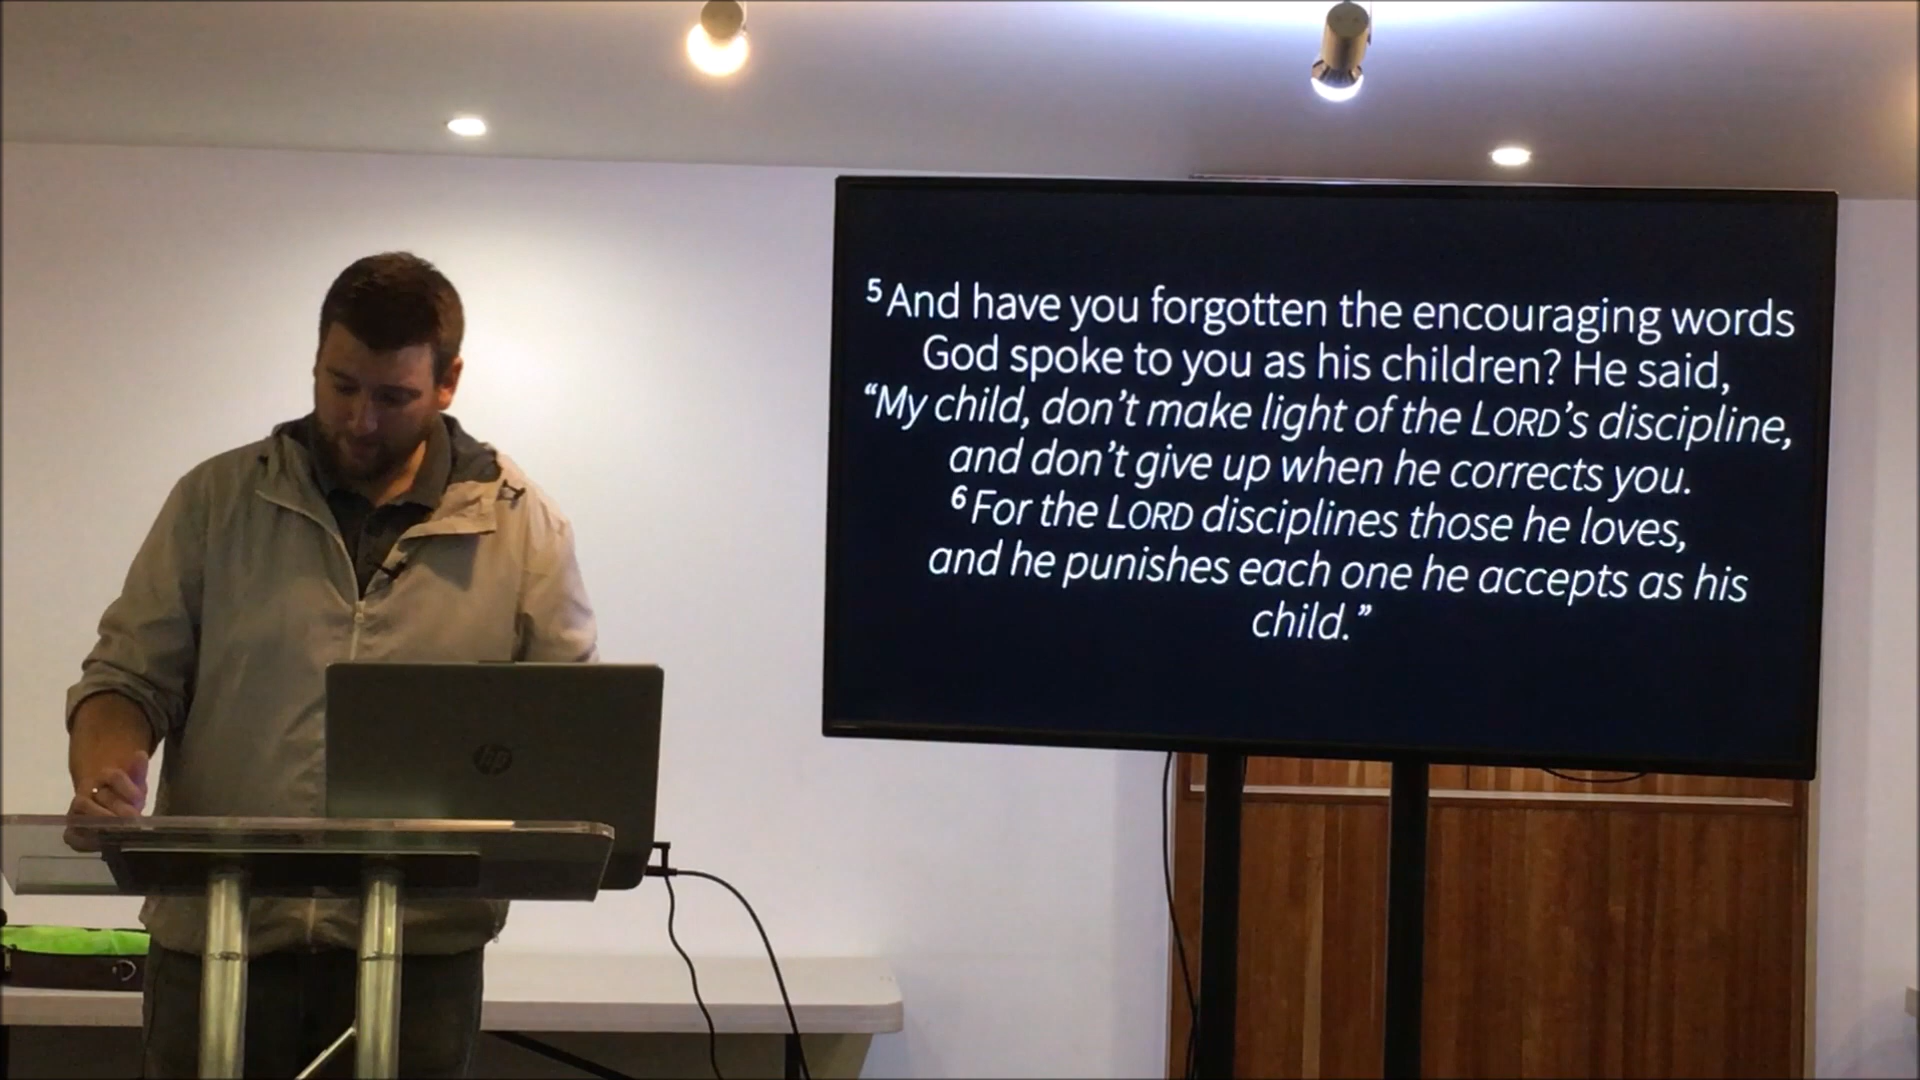 ⁵And have you forgotten the encouraging words
God spoke to you as his children? He said,
“My child, don’t make light of the LORD’s discipline,
and don’t give up when he corrects you.
⁶For the LORD disciplines those he loves,
and he punishes each one he accepts as his
child.”
hp